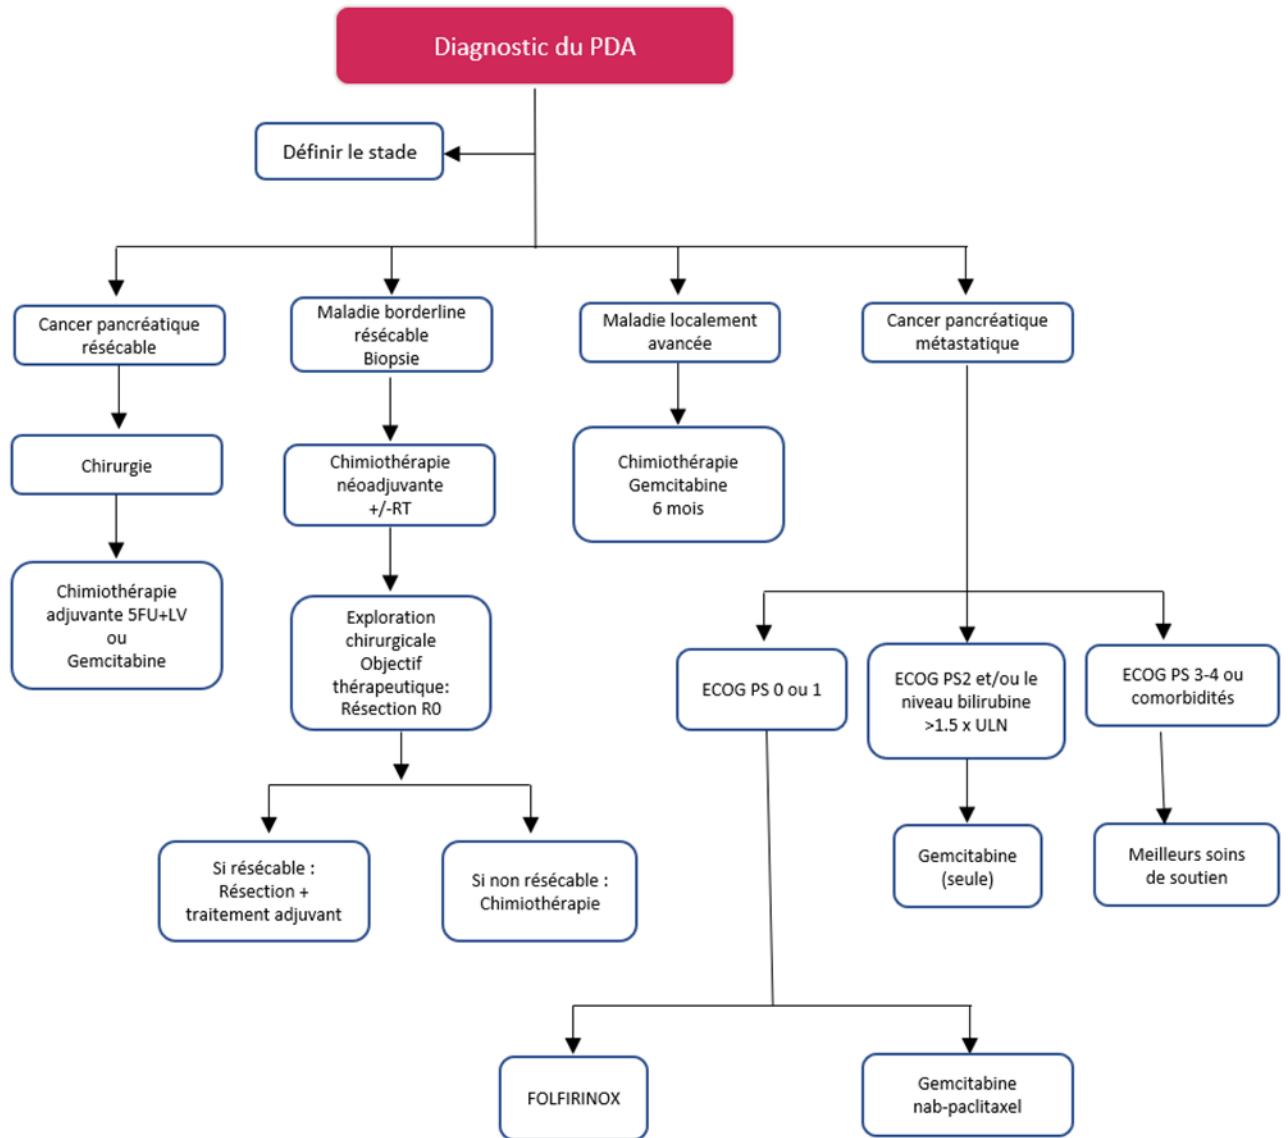 Diagnostic du PDA
Définir le stade
Cancer pancréatique
résécable
Maladie borderline
résécable
Biopsie
Maladie localement
avancée
Cancer pancréatique
métastatique
Chirurgie
Chimiothérapie
néoadjuvante
+/-RT
Chimiothérapie
Gemcitabine
6 mois
Chimiothérapie
adjuvante 5FU+LV
ou
Gemcitabine
Exploration
chirurgicale
Objectif
thérapeutique:
Résection R0
ECOG PS 0 ou 1
ECOG PS2 et/ou le
niveau bilirubine
>1.5 x ULN
ECOG PS 3-4 ou
comorbidités
Si résécable :
Résection +
traitement adjuvant
Si non résécable :
Chimiothérapie
Gemcitabine
(seule)
Meilleurs soins
de soutien
FOLFIRINOX
Gemcitabine
nab-paclitaxel